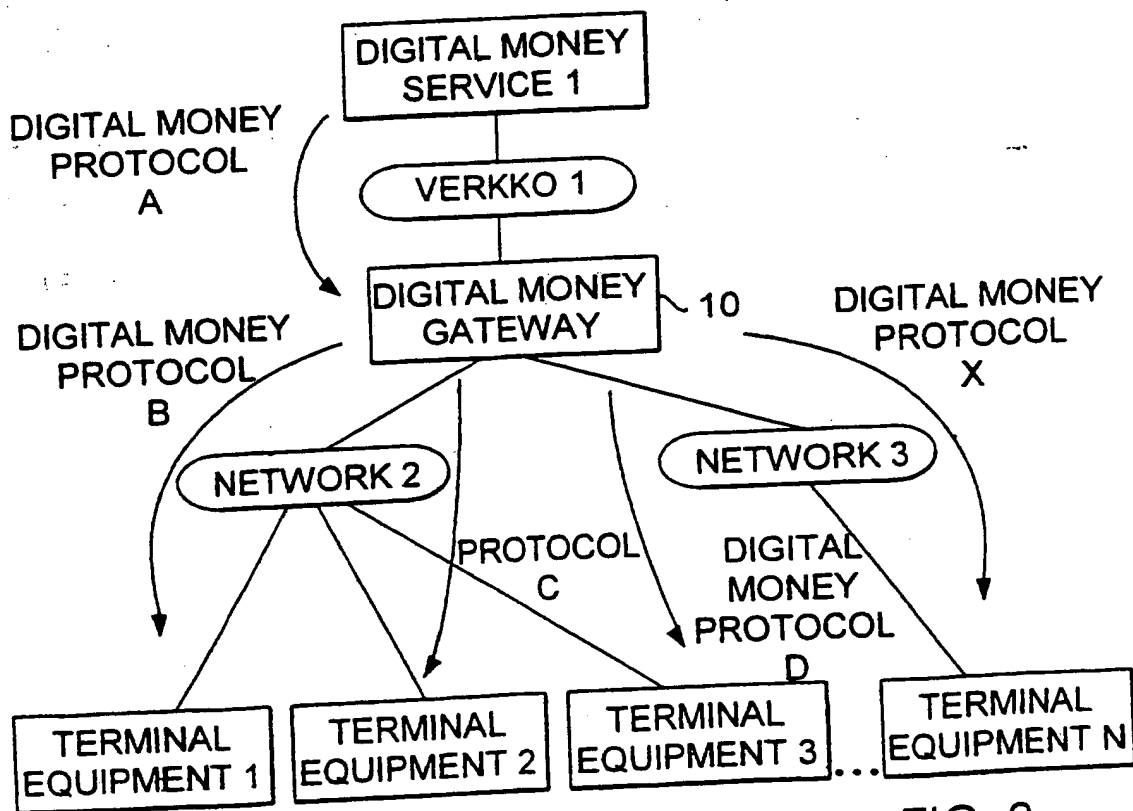 DIGITAL MONEY
SERVICE 1
DIGITAL MONEY
PROTOCOL
A
VERKKO 1
DIGITAL MONEY
GATEWAY
10
DIGITAL MONEY
PROTOCOL
B
DIGITAL MONEY
PROTOCOL
X
NETWORK 2
NETWORK 3
PROTOCOL
C
DIGITAL
MONEY
PROTOCOL
D
TERMINAL
EQUIPMENT 1
TERMINAL
EQUIPMENT 2
TERMINAL
EQUIPMENT 3
...
TERMINAL
EQUIPMENT N